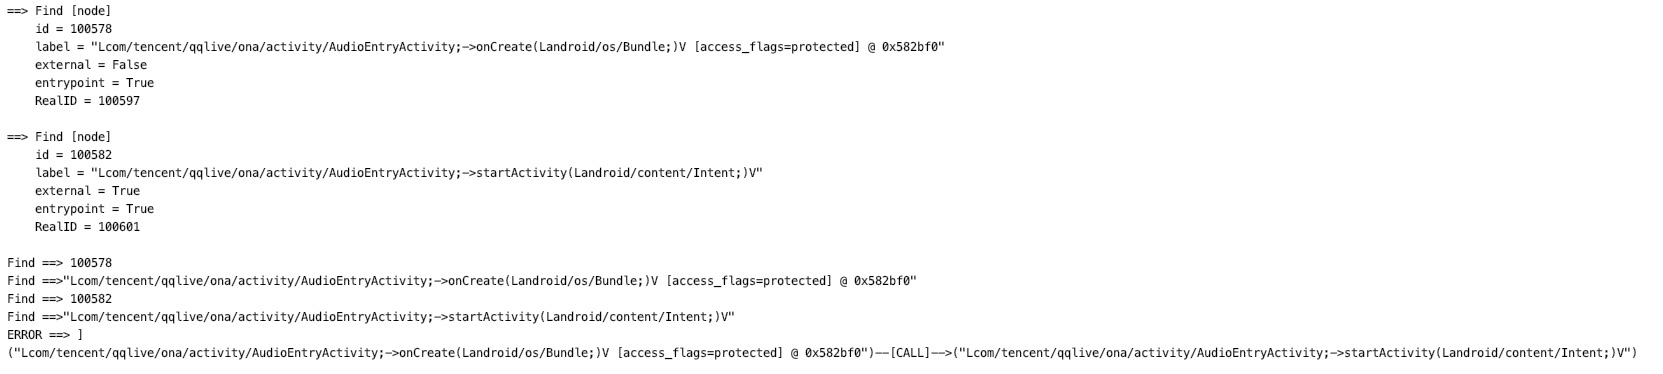 ==> Find [node]
    id = 100578
    label = "Lcom/tencent/qqlive/ona/activity/AudioEntryActivity;->onCreate(Landroid/os/Bundle;)V [access_flags=protected] @ 0x582bf0"
    external = False
    entrypoint = True
    RealID = 100597
==> Find [node]
    id = 100582
    label = "Lcom/tencent/qqlive/ona/activity/AudioEntryActivity;->startActivity(Landroid/content/Intent;)V"
    external = True
    entrypoint = True
    RealID = 100601
Find ==> 100578
Find ==>"Lcom/tencent/qqlive/ona/activity/AudioEntryActivity;->onCreate(Landroid/os/Bundle;)V [access_flags=protected] @ 0x582bf0"
Find ==> 100582
Find ==>"Lcom/tencent/qqlive/ona/activity/AudioEntryActivity;->startActivity(Landroid/content/Intent;)V"
ERROR ==> ]
("Lcom/tencent/qqlive/ona/activity/AudioEntryActivity;->onCreate(Landroid/os/Bundle;)V [access_flags=protected] @ 0x582bf0")--[CALL]-->("Lcom/tencent/qqlive/ona/activity/AudioEntryActivity;->startActivity(Landroid/content/Intent;)V")